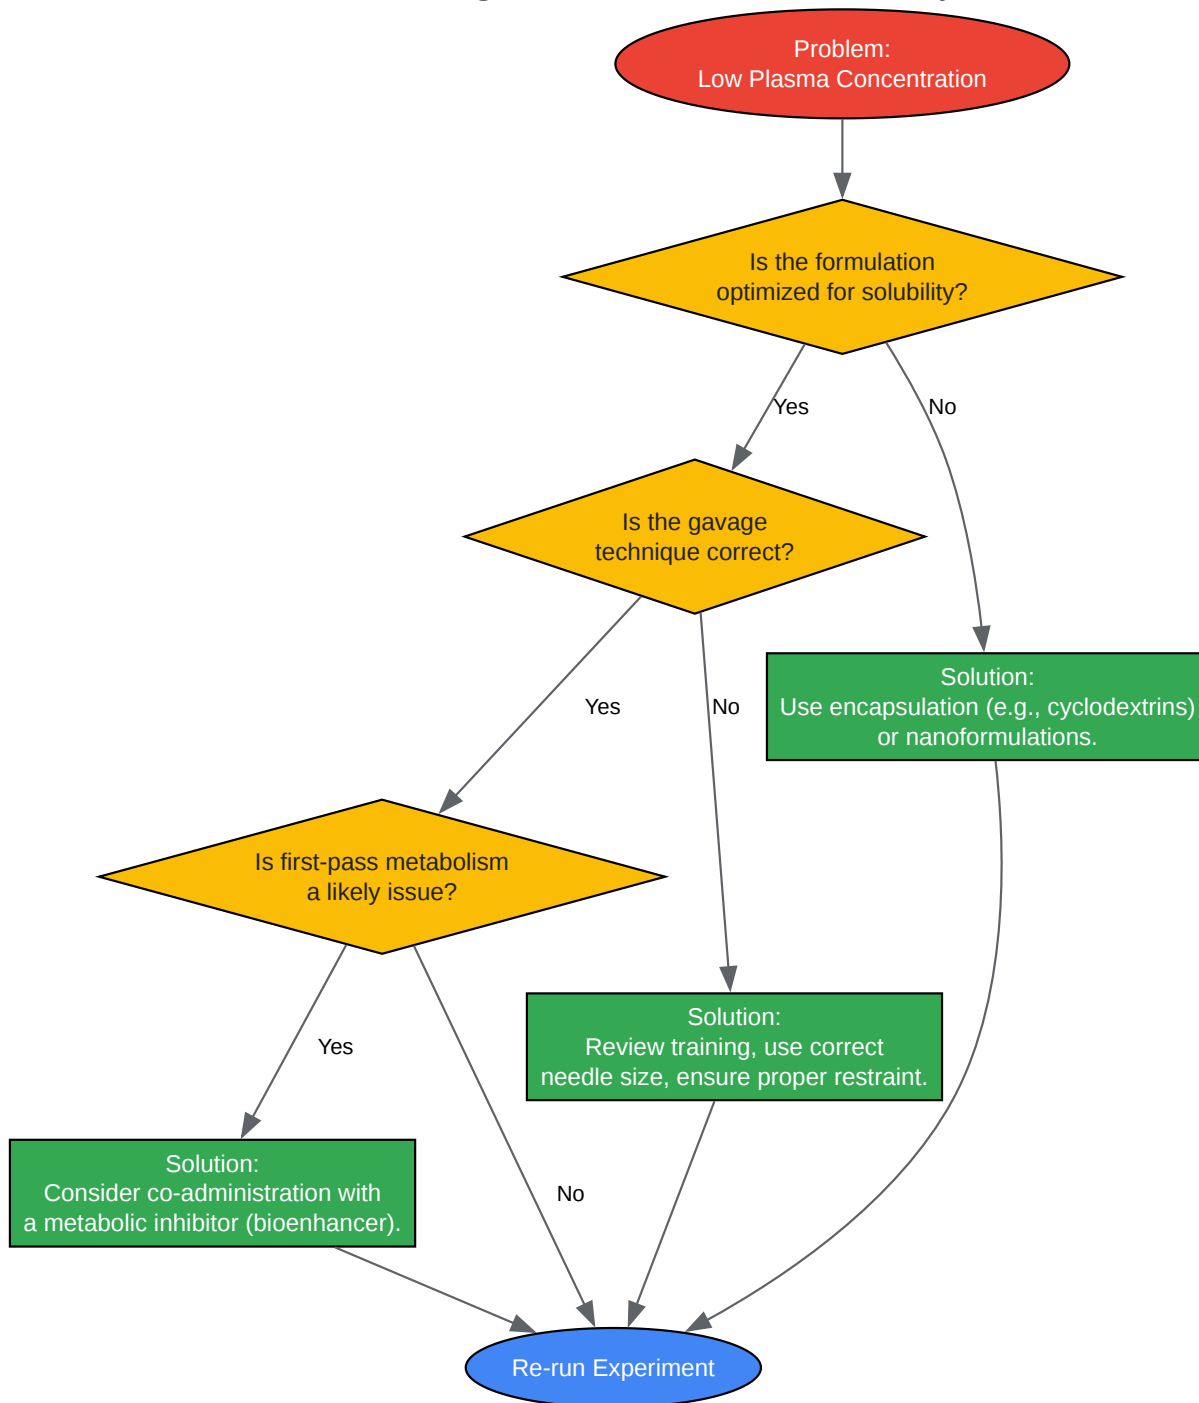 Problem:
Low Plasma Concentration
Is the formulation
optimized for solubility?
Yes
No
Is the gavage
technique correct?
Yes
No
Solution:
Use encapsulation (e.g., cyclodextrins)
or nanoformulations.
Is first-pass metabolism
a likely issue?
Yes
No
Solution:
Review training, use correct
needle size, ensure proper restraint.
Solution:
Consider co-administration with
a metabolic inhibitor (bioenhancer).
Re-run Experiment